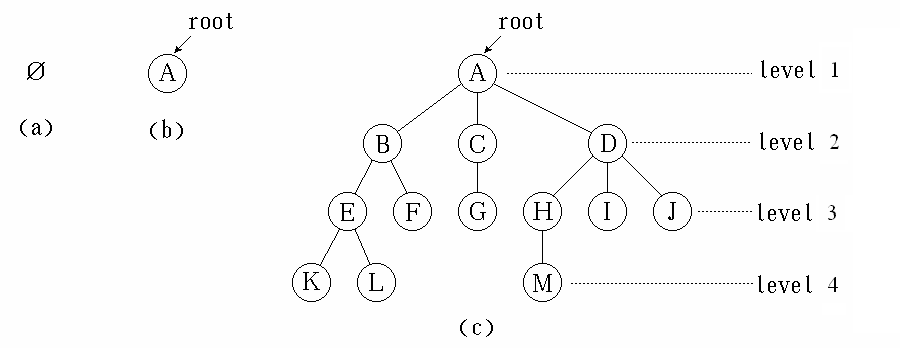 root root
∅ A A level 1
(a) (b)
B C D level 2
E F G H I J level 3
K L M level 4
(c)